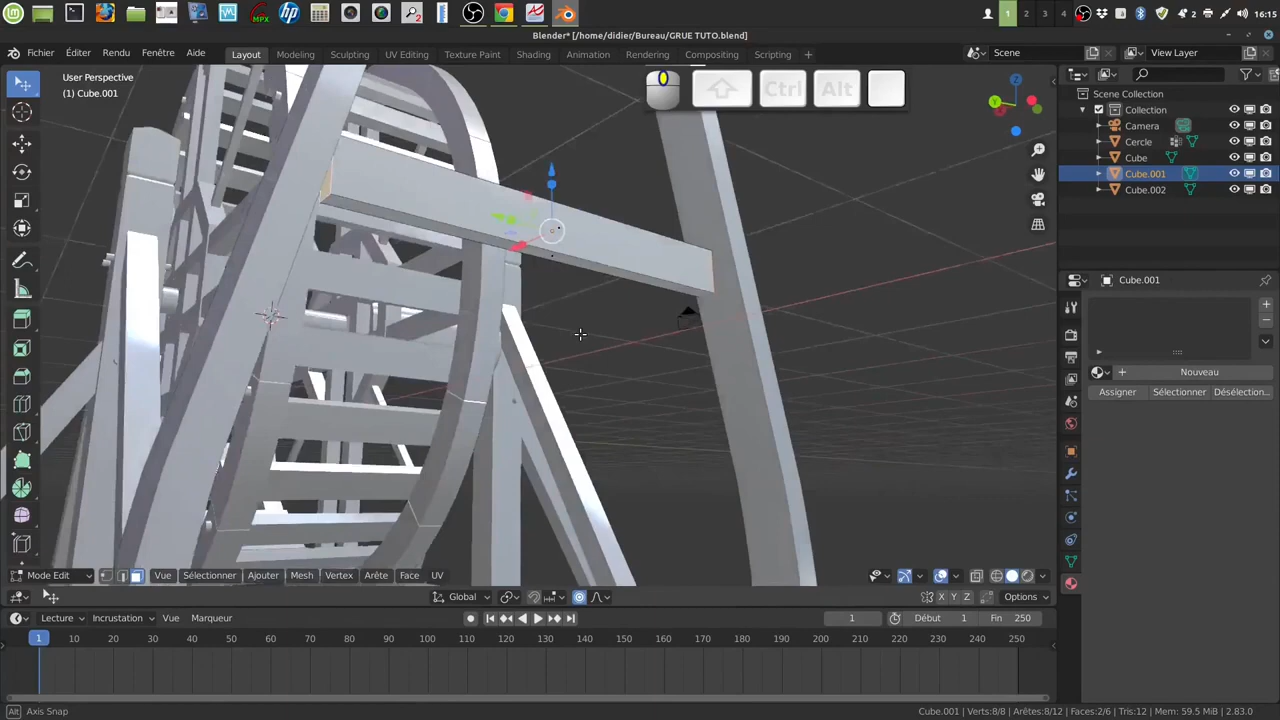 MPX
1
2
3
4
16:15
Blender* [/home/didier/Bureau/GRUE TUTO.blend]
Fichier Éditer Rendu Fenêtre Aide Layout Modeling Sculpting UV Editing Texture Paint Shading Animation Rendering Compositing Scripting + Scene View Layer
User Perspective
(1) Cube.001
Ctrl
Alt
Z
Y
Scene Collection
Collection
Camera
Cercle
Cube
Cube.001
Cube.002
Cube.001
Nouveau
Assigner Sélectionner Désélection...
Mode Edit Vue Sélectionner Ajouter Mesh Vertex Arête Face UV
Global X Y Z Options
Lecture Incrustation Vue Marqueur 1 Début 1 Fin 250
1 10 20 30 40 50 60 70 80 90 100 110 120 130 140 150 160 170 180 190 200 210 220 230 240 250
Alt Axis Snap Cube.001 | Verts:8/8 | Arêtes:8/12 | Faces:2/6 | Tris:12 | Mem: 59.5 MiB | 2.83.0